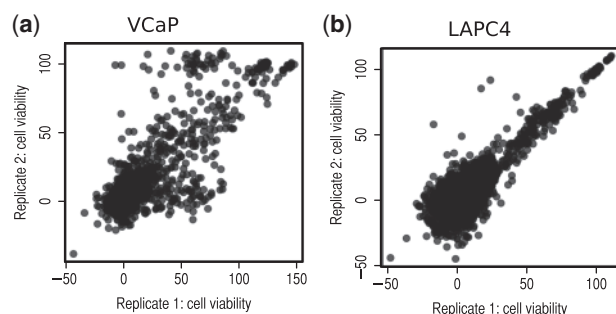 (a) VCaP
Replicate 2: cell viability
100
50
0
−50 0 50 100 150
Replicate 1: cell viability
(b) LAPC4
Replicate 2: cell viability
100
50
0
−50
−50 0 50 100
Replicate 1: cell viability